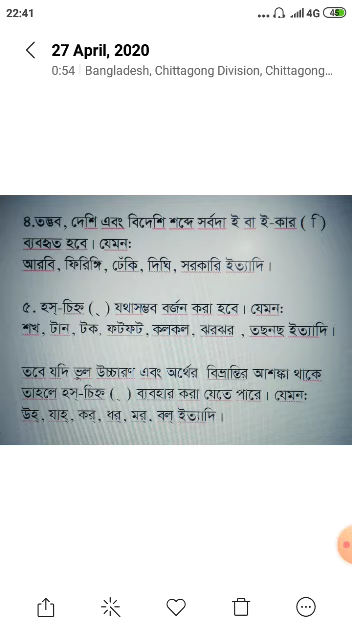 22:41
... 4G 45
27 April, 2020
0:54 Bangladesh, Chittagong Division, Chittagong...
৪.তদ্ভব, দেশি এবং বিদেশি শব্দে সর্বদা ই বা ই-কার ( ি )
ব্যবহৃত হবে। যেমন:
আরবি, ফিরিঙ্গি, ঢেঁকি, দিঘি, সরকারি ইত্যাদি।
৫. হস্-চিহ্ন ( ্ ) যথাসম্ভব বর্জন করা হবে। যেমন:
শখ, টান, টক, ফটফট, কলকল, ঝরঝর , তছনছ ইত্যাদি।
তবে যদি ভুল উচ্চারণ এবং অর্থের বিভ্রান্তির আশঙ্কা থাকে
তাহলে হস্-চিহ্ন ( ্ ) ব্যবহার করা যেতে পারে। যেমন:
উহ্, যাহ্, কর্, ধর্, মর্, বল্ ইত্যাদি।